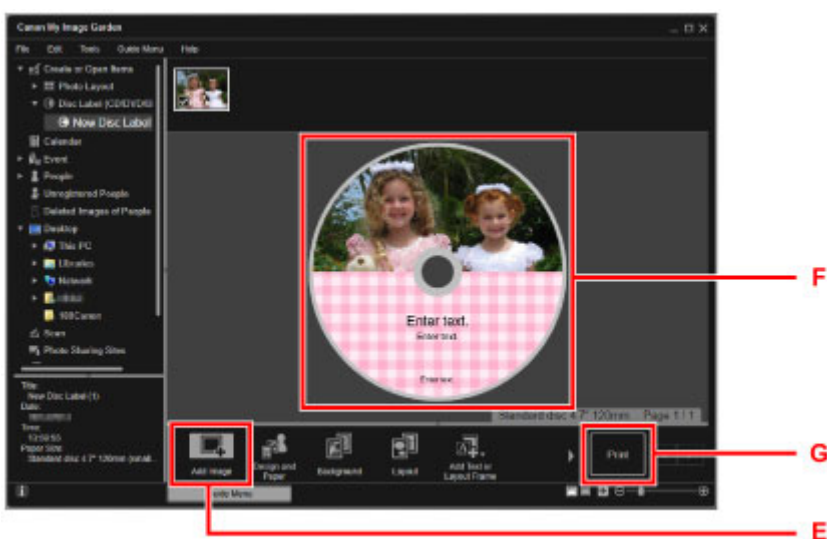 Canon My Image Garden
File Edit Tools Guide Menu Help
Create or Open Items
Photo Layout
Disc Label (CD/DVD/B
New Disc Label
Calendar
Event
People
Unregistered People
Deleted Images of People
Desktop
This PC
Libraries
Network
100Canon
Scan
Photo Sharing Sites
Enter text.
Enter text.
Enter text.
F
Title:
New Disc Label (1)
Date:
Time:
Paper Size:
Standard disc 4.7" 120mm (small...
Standard disc 4.7" 120mm Page 1 / 1
Add Image
Design and
Paper
Background
Layout
Add Text or
Layout Frame
Print
G
Guide Menu
E